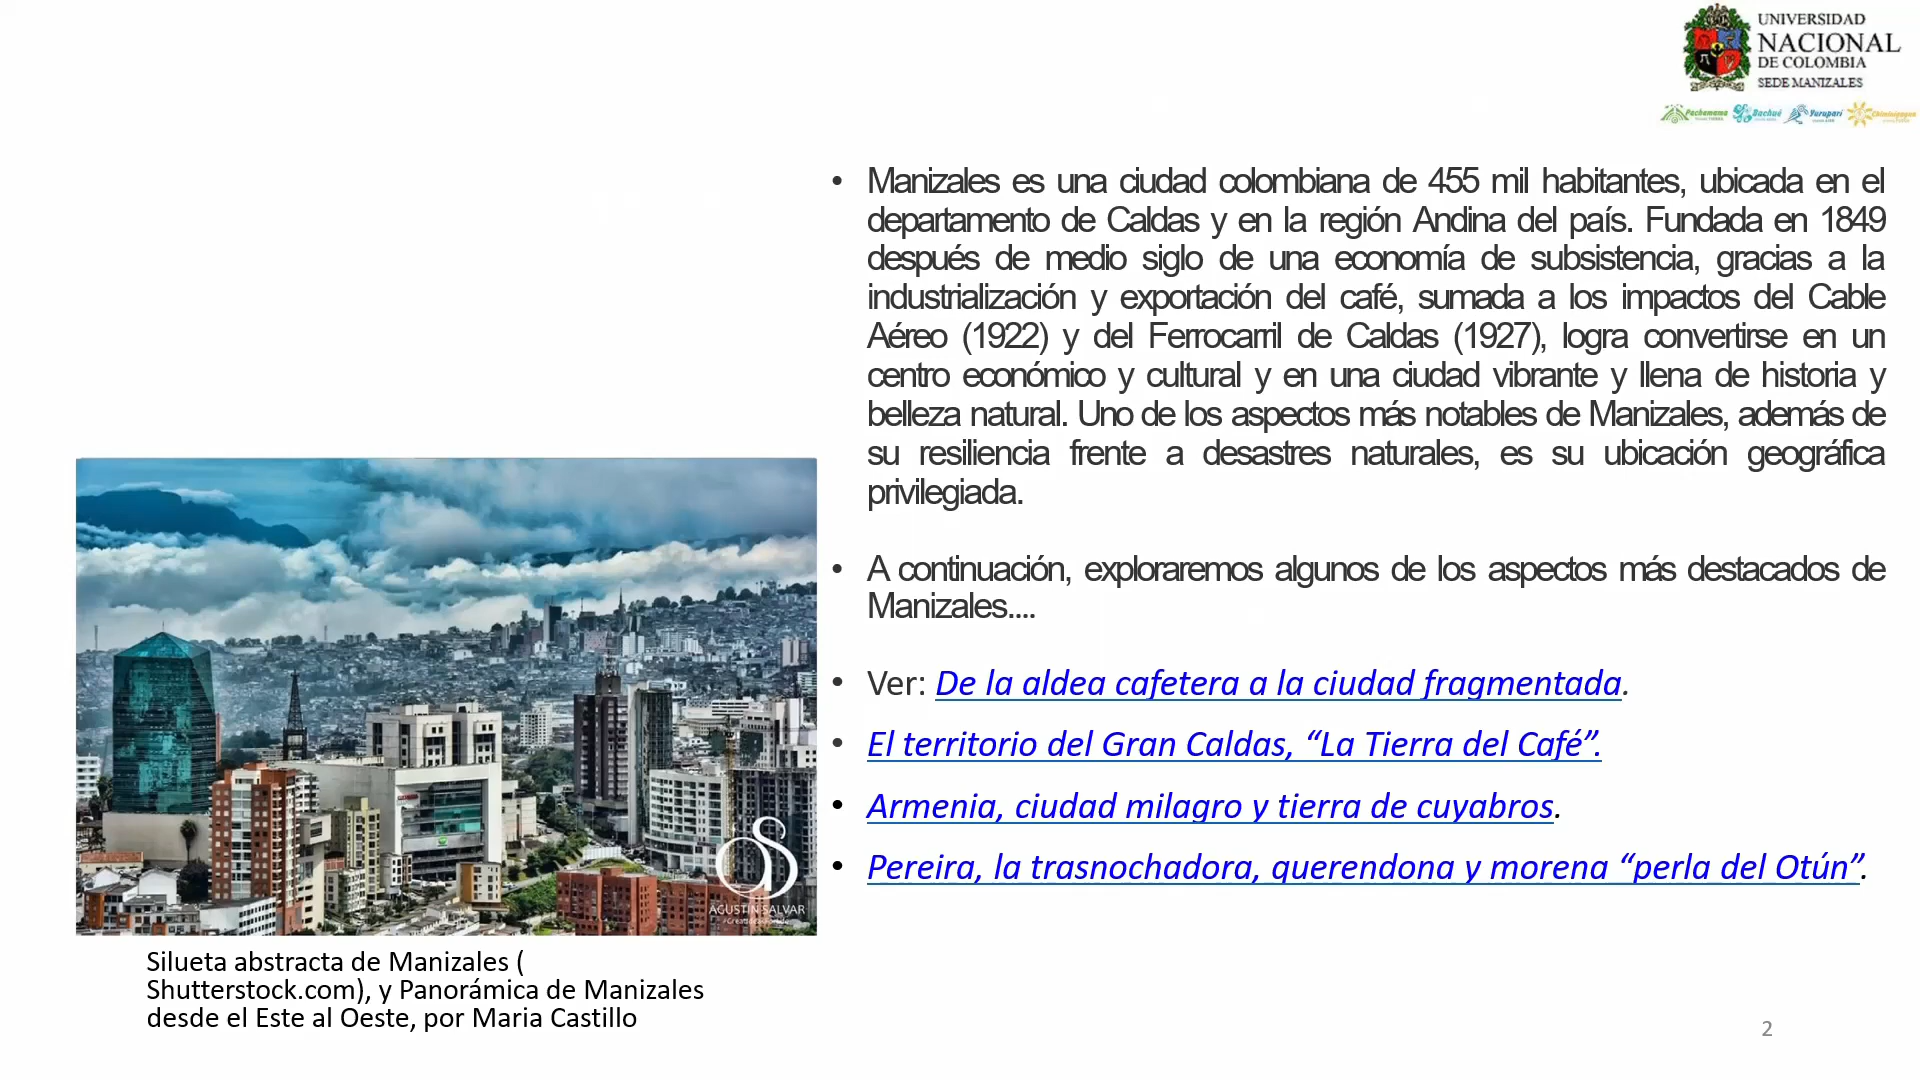 UNIVERSIDAD
NACIONAL
DE COLOMBIA
SEDE MANIZALES
Pachamama Bachué Yurupari Chiminigagua
• Manizales es una ciudad colombiana de 455 mil habitantes, ubicada en el
departamento de Caldas y en la región Andina del país. Fundada en 1849
después de medio siglo de una economía de subsistencia, gracias a la
industrialización y exportación del café, sumada a los impactos del Cable
Aéreo (1922) y del Ferrocarril de Caldas (1927), logra convertirse en un
centro económico y cultural y en una ciudad vibrante y llena de historia y
belleza natural. Uno de los aspectos más notables de Manizales, además de
su resiliencia frente a desastres naturales, es su ubicación geográfica
privilegiada.
• A continuación, exploraremos algunos de los aspectos más destacados de
Manizales....
• Ver: De la aldea cafetera a la ciudad fragmentada.
• El territorio del Gran Caldas, “La Tierra del Café”.
• Armenia, ciudad milagro y tierra de cuyabros.
• Pereira, la trasnochadora, querendona y morena “perla del Otún”.
AGUSTÍN SALVAR
Silueta abstracta de Manizales (
Shutterstock.com), y Panorámica de Manizales
desde el Este al Oeste, por Maria Castillo
2